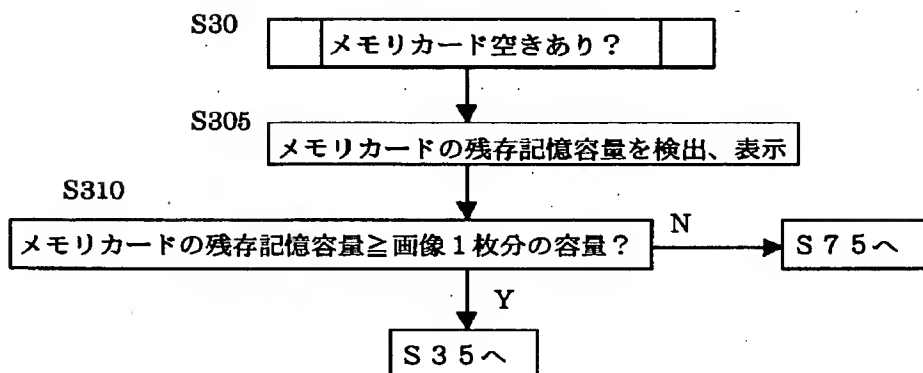 S30
メモリカード空きあり？
S305
メモリカードの残存記憶容量を検出、表示
S310
メモリカードの残存記憶容量≧画像１枚分の容量？
N
Ｓ７５へ
Y
Ｓ３５へ